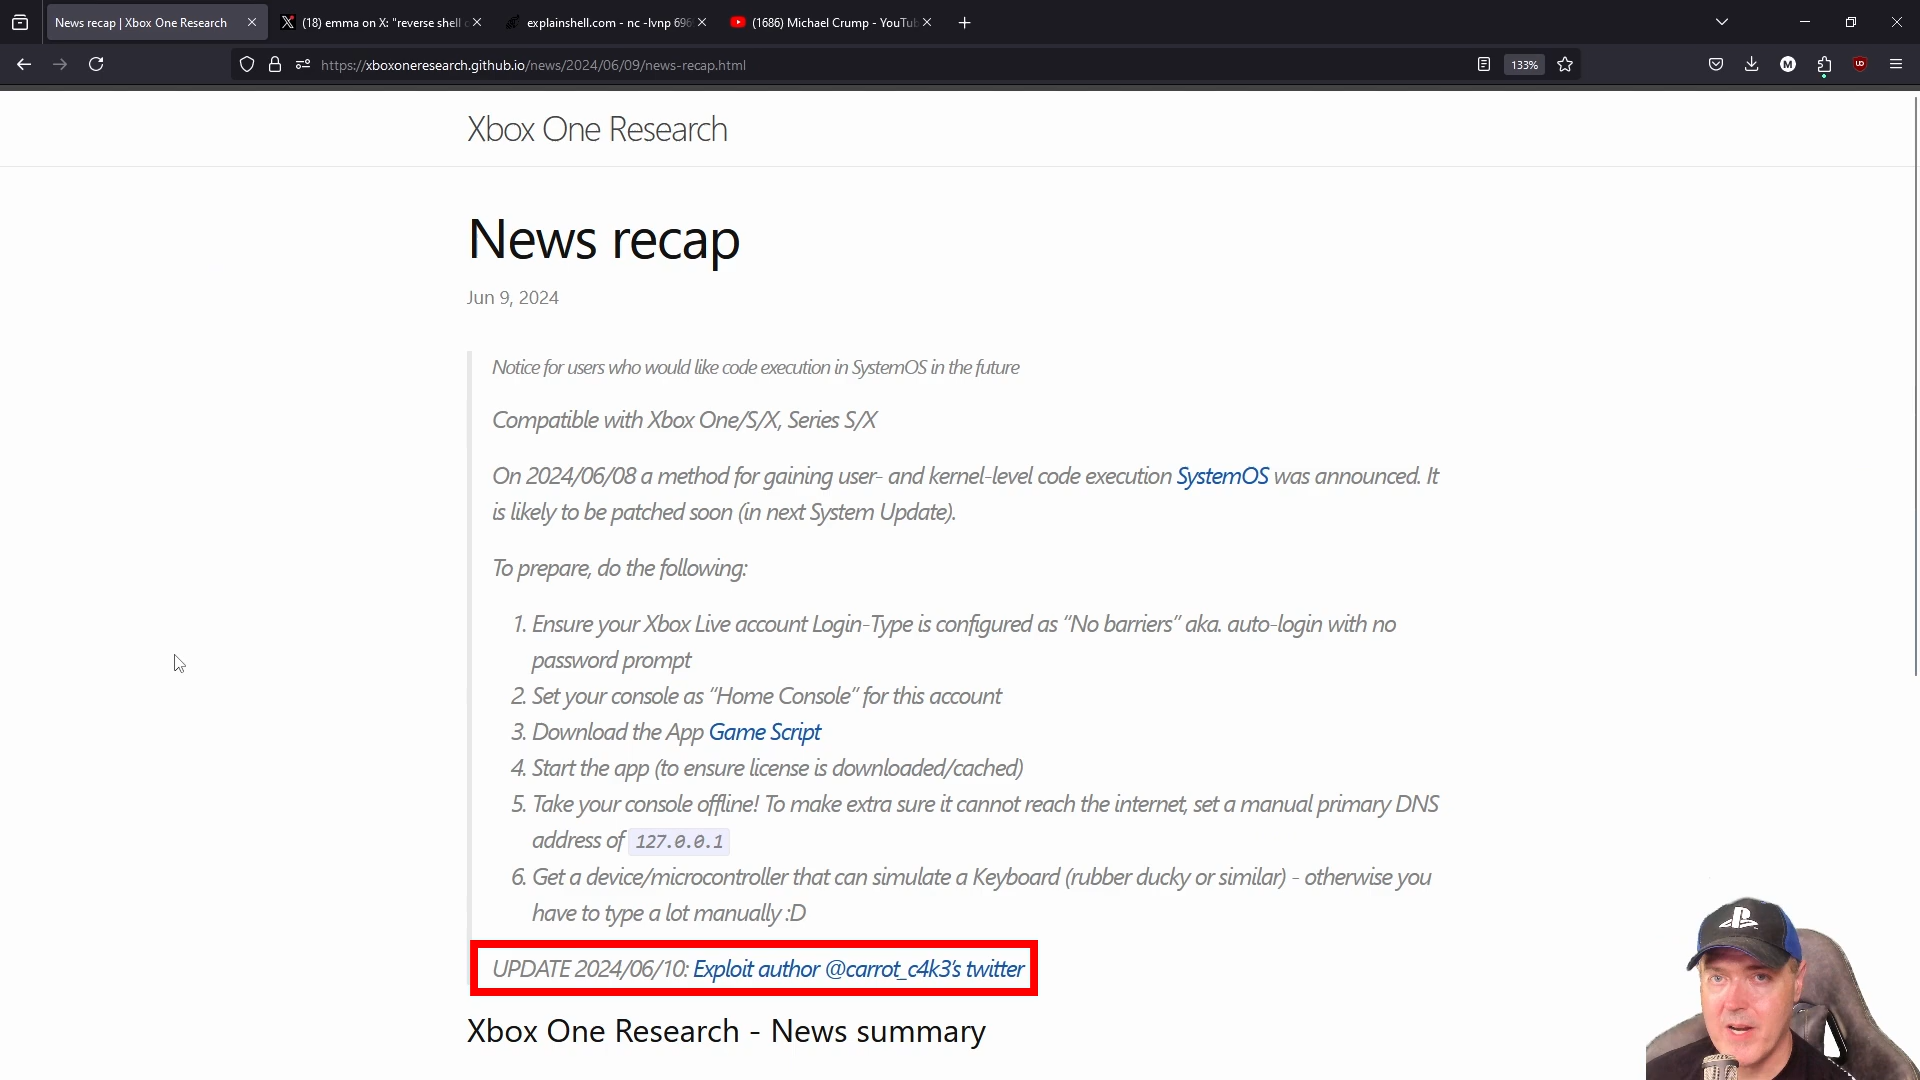 News recap | Xbox One Research
(18) emma on X: "reverse shell
explainshell.com - nc -lvnp 696
(1686) Michael Crump - YouTub
https://xboxoneresearch.github.io/news/2024/06/09/news-recap.html
133%
M
Xbox One Research
News recap
Jun 9, 2024
Notice for users who would like code execution in SystemOS in the future
Compatible with Xbox One/S/X, Series S/X
On 2024/06/08 a method for gaining user- and kernel-level code execution SystemOS was announced. It
is likely to be patched soon (in next System Update).
To prepare, do the following:
1. Ensure your Xbox Live account Login-Type is configured as “No barriers” aka. auto-login with no
password prompt
2. Set your console as “Home Console” for this account
3. Download the App Game Script
4. Start the app (to ensure license is downloaded/cached)
5. Take your console offline! To make extra sure it cannot reach the internet, set a manual primary DNS
address of 127.0.0.1
6. Get a device/microcontroller that can simulate a Keyboard (rubber ducky or similar) - otherwise you
have to type a lot manually :D
UPDATE 2024/06/10: Exploit author @carrot_c4k3’s twitter
Xbox One Research - News summary